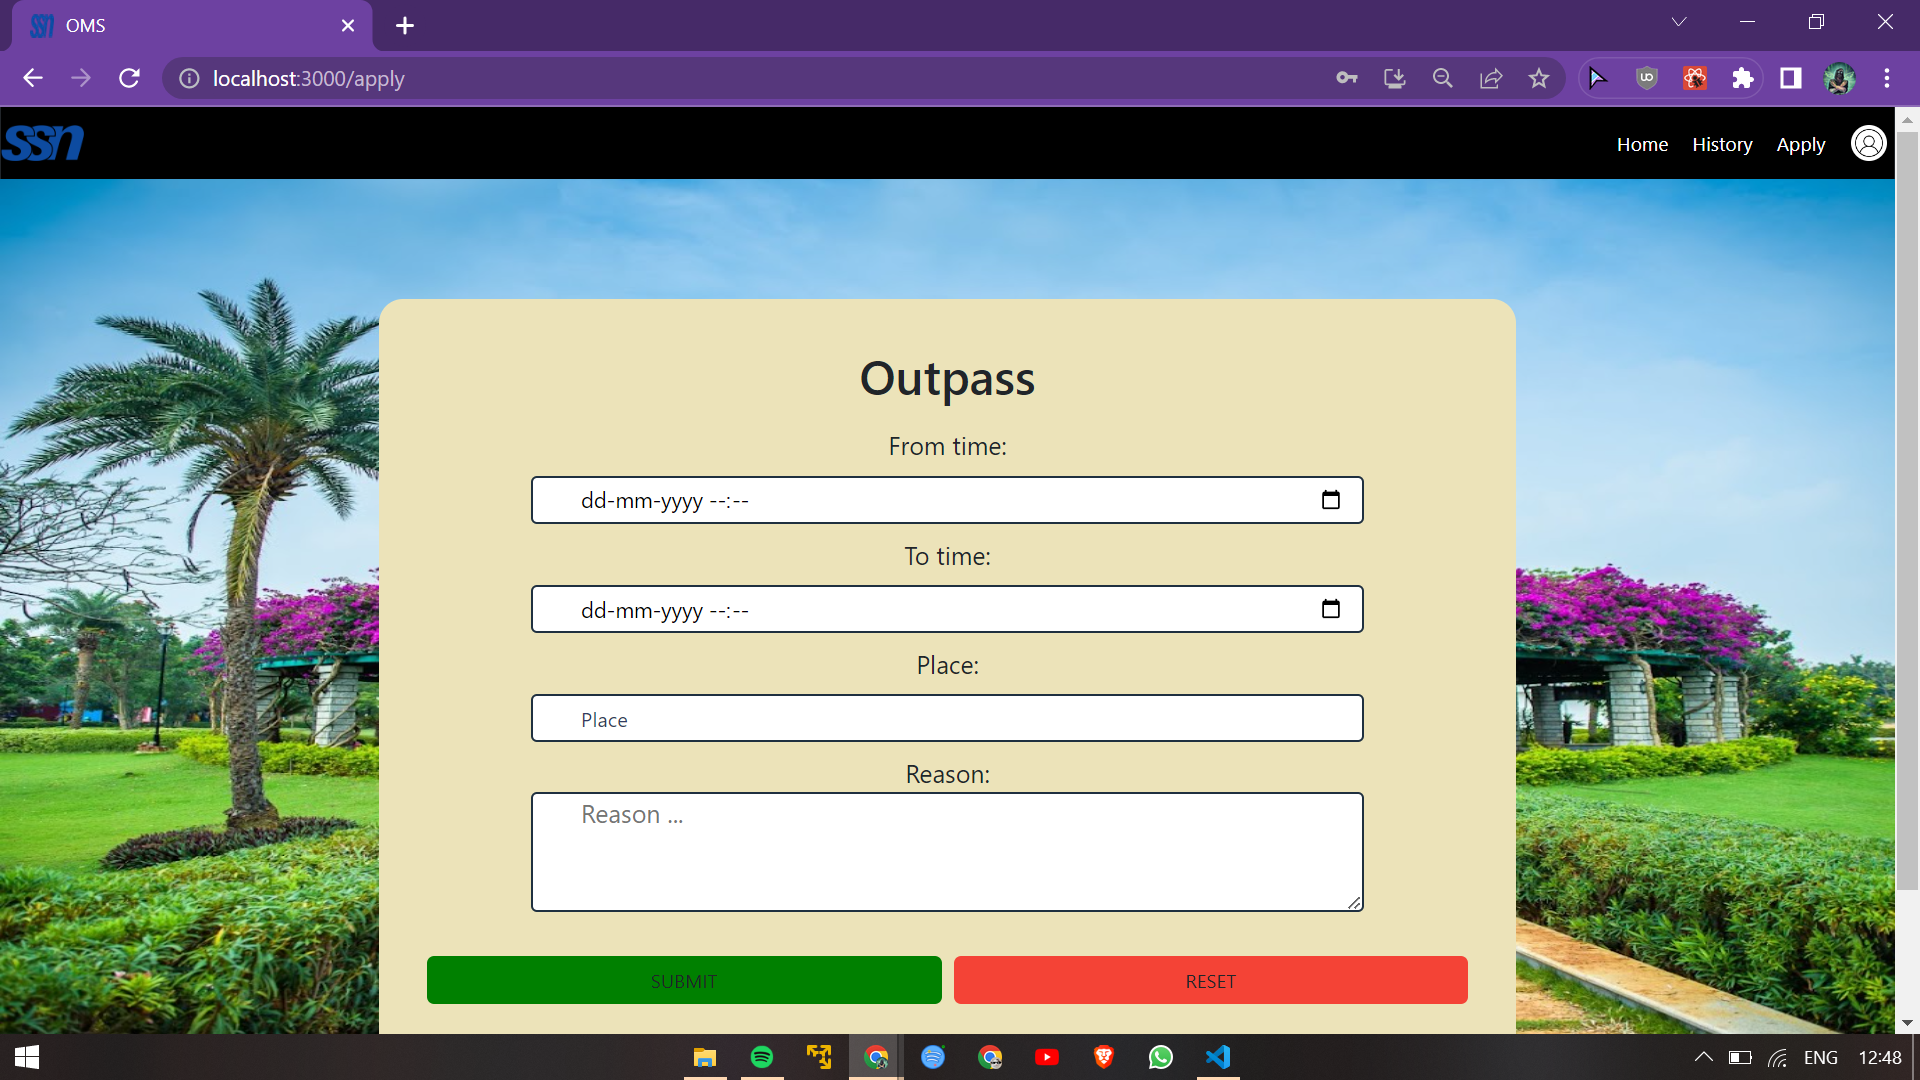 OMS
localhost:3000/apply
ssn
Home
History
Apply
Outpass
From time:
dd-mm-yyyy --:--
To time:
dd-mm-yyyy --:--
Place:
Place
Reason:
Reason ...
SUBMIT
RESET
ENG
12:48